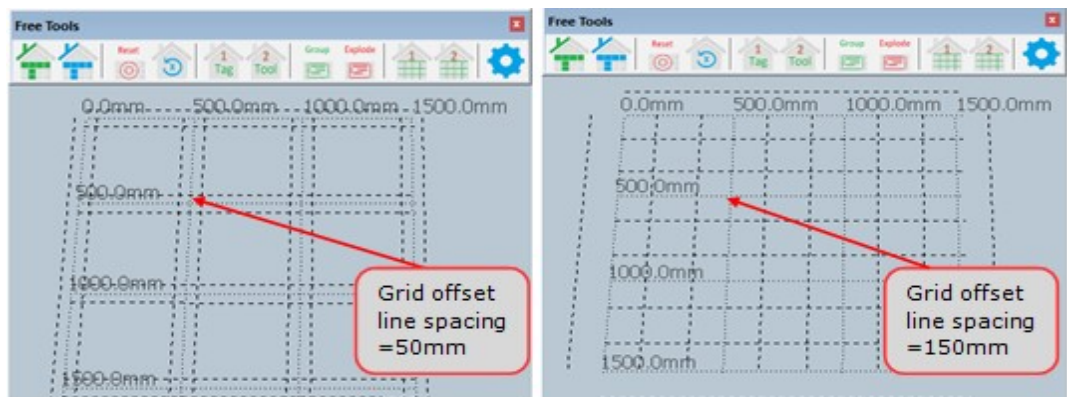 Free Tools
Reset
1
Tag
2
Tool
Group
Explode
1
2
0.0mm 500.0mm 1000.0mm 1500.0mm
500.0mm
1000.0mm
1500.0mm
Grid offset
line spacing
=50mm
Free Tools
Reset
1
Tag
2
Tool
Group
Explode
1
2
0.0mm 500.0mm 1000.0mm 1500.0mm
500.0mm
1000.0mm
1500.0mm
Grid offset
line spacing
=150mm